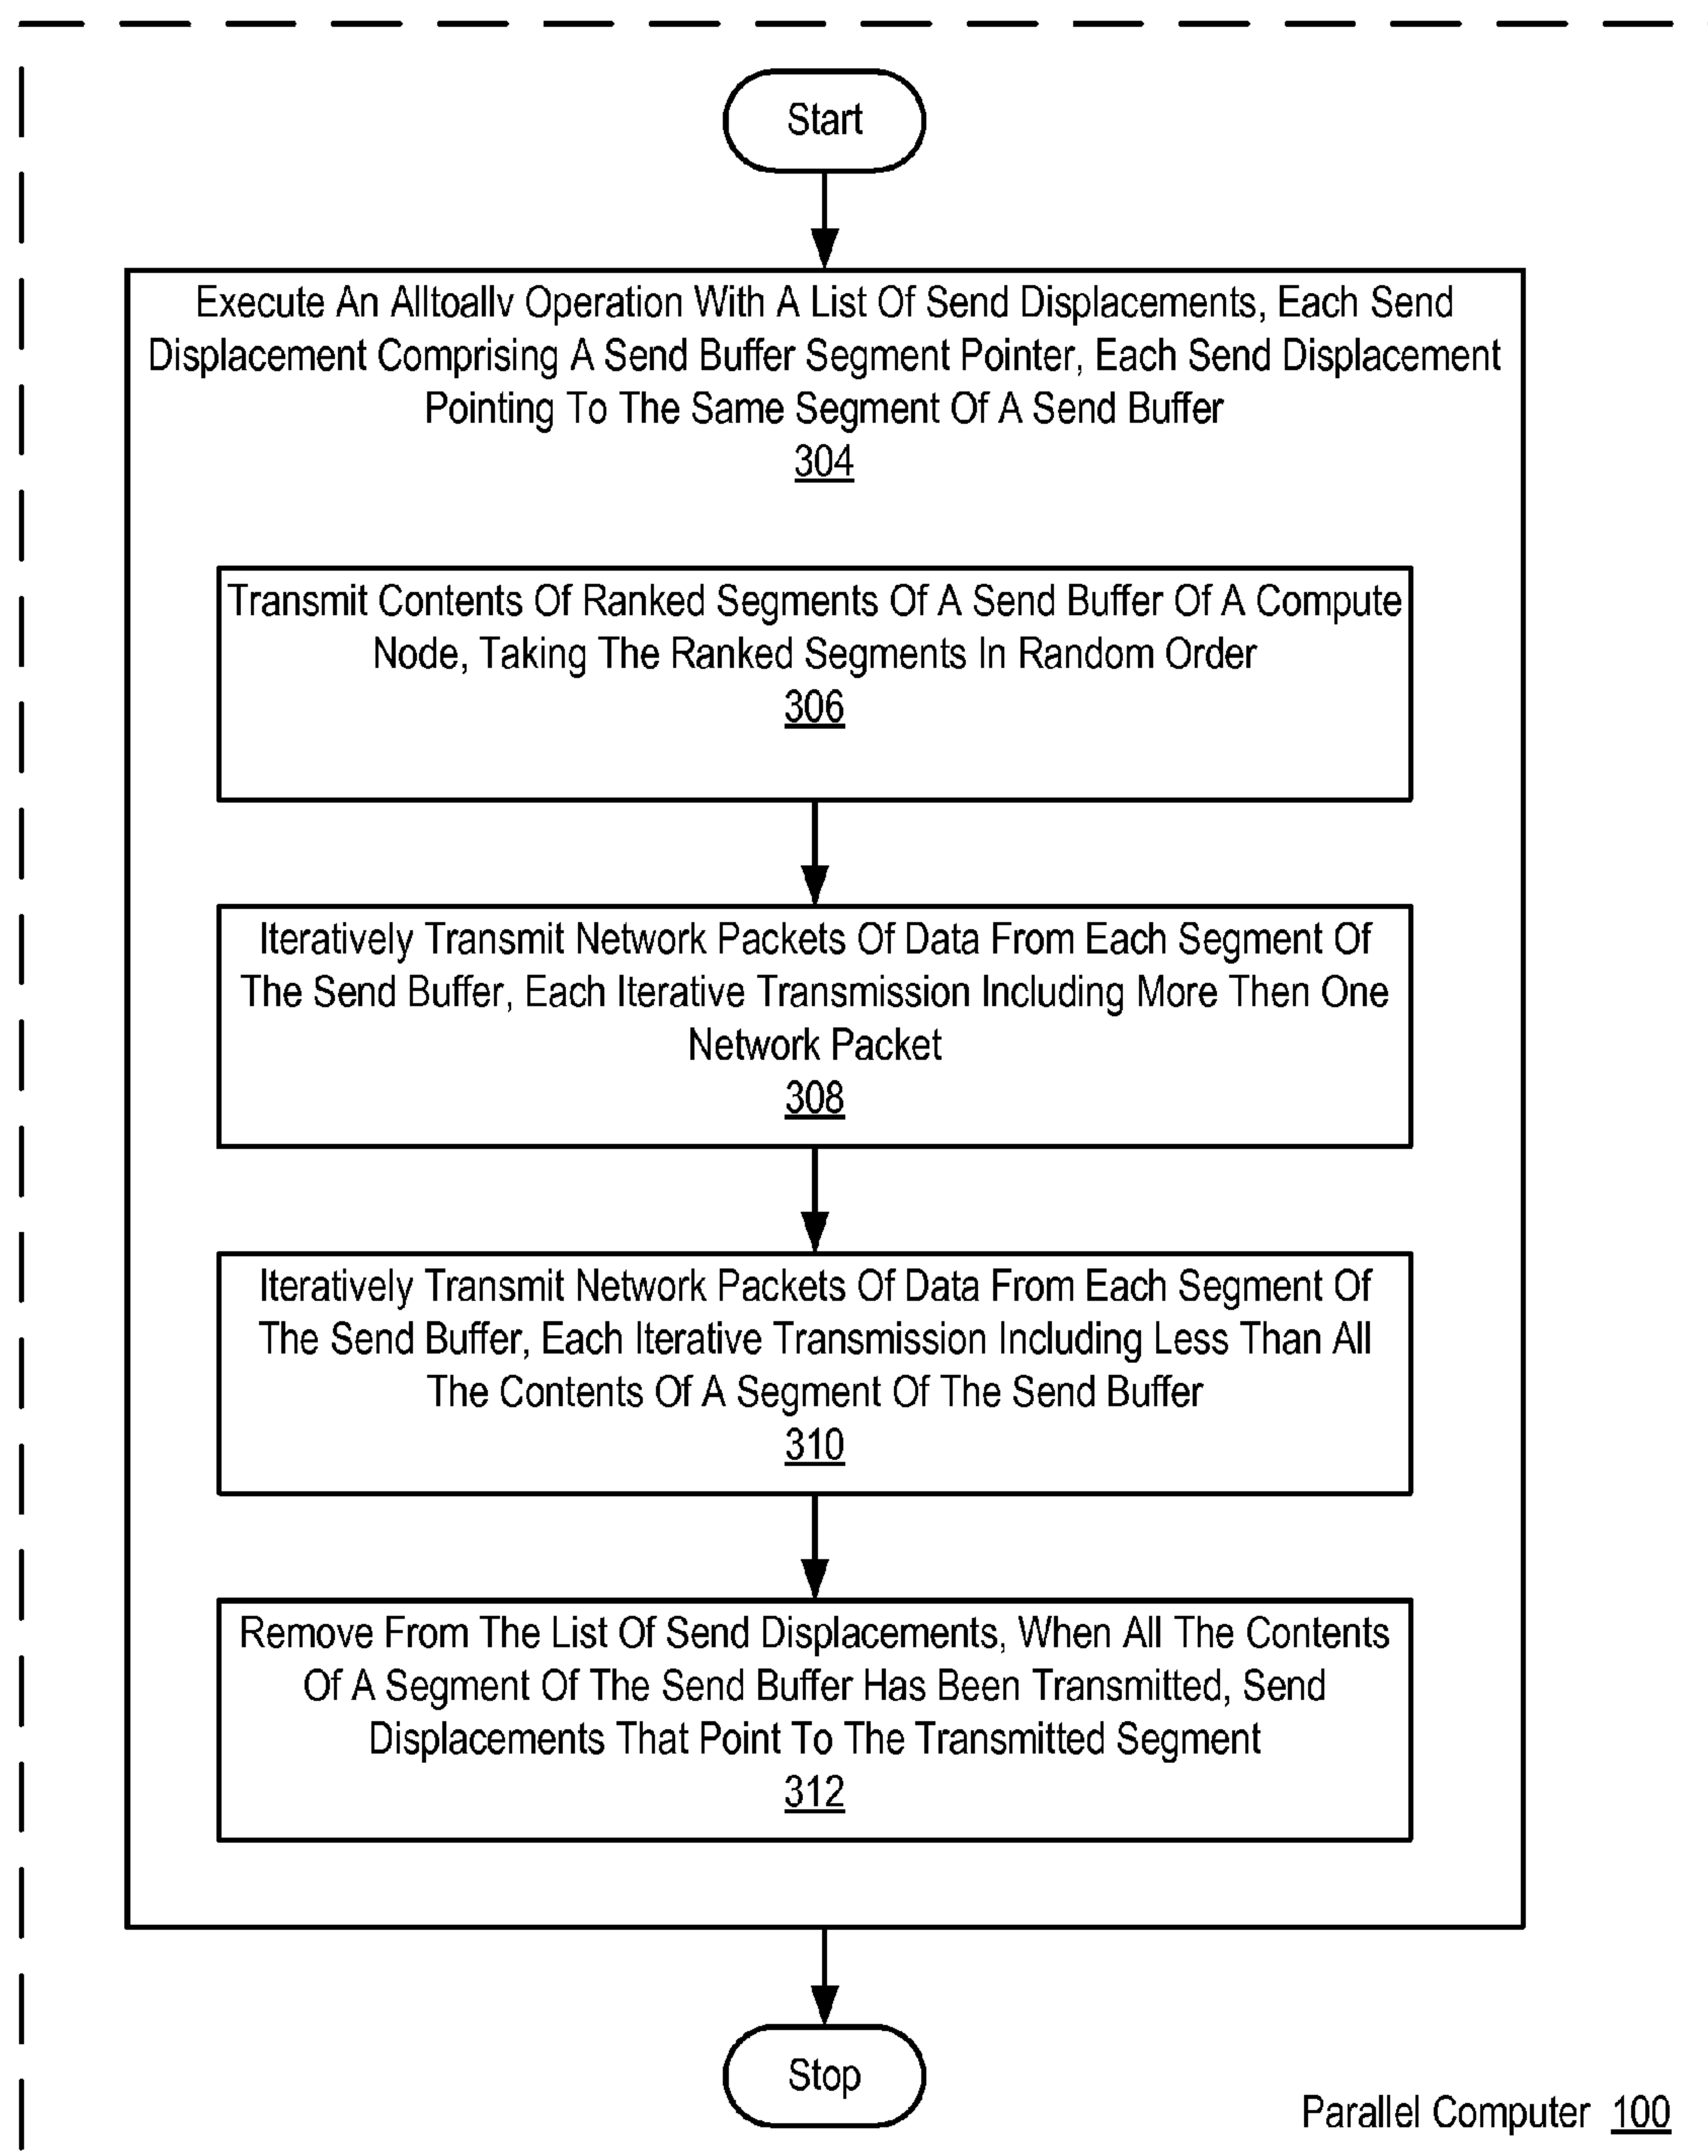 Start
Execute An Alltoallv Operation With A List Of Send Displacements, Each Send
Displacement Comprising A Send Buffer Segment Pointer, Each Send Displacement
Pointing To The Same Segment Of A Send Buffer
304
Transmit Contents Of Ranked Segments Of A Send Buffer Of A Compute
Node, Taking The Ranked Segments In Random Order
306
Iteratively Transmit Network Packets Of Data From Each Segment Of
The Send Buffer, Each Iterative Transmission Including More Then One
Network Packet
308
Iteratively Transmit Network Packets Of Data From Each Segment Of
The Send Buffer, Each Iterative Transmission Including Less Than All
The Contents Of A Segment Of The Send Buffer
310
Remove From The List Of Send Displacements, When All The Contents
Of A Segment Of The Send Buffer Has Been Transmitted, Send
Displacements That Point To The Transmitted Segment
312
Stop
Parallel Computer 100